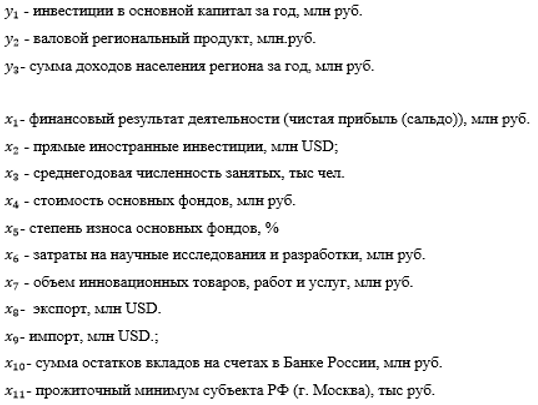 y₁ - инвестиции в основной капитал за год, млн руб.
y₂ - валовой региональный продукт, млн.руб.
y₃- сумма доходов населения региона за год, млн руб.
x₁- финансовый результат деятельности (чистая прибыль (сальдо)), млн руб.
x₂ - прямые иностранные инвестиции, млн USD;
x₃ - среднегодовая численность занятых, тыс чел.
x₄ - стоимость основных фондов, млн руб.
x₅- степень износа основных фондов, %
x₆ - затраты на научные исследования и разработки, млн руб.
x₇ - объем инновационных товаров, работ и услуг, млн руб.
x₈- экспорт, млн USD.
x₉- импорт, млн USD.;
x₁₀- сумма остатков вкладов на счетах в Банке России, млн руб.
x₁₁- прожиточный минимум субъекта РФ (г. Москва), тыс руб.